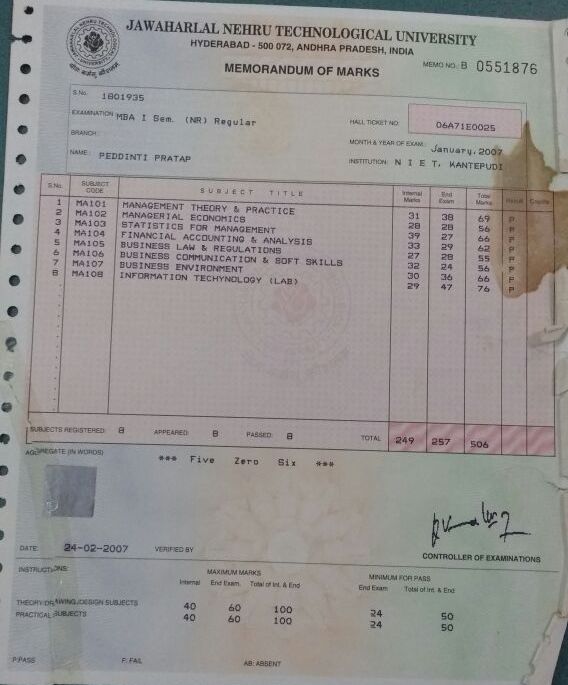 JAWAHARLAL NEHRU TECHNOLOGICAL UNIVERSITY
HYDERABAD - 500 072, ANDHRA PRADESH, INDIA
MEMORANDUM OF MARKS
MEMO NO.: B 0551876
S.No. 1801935
EXAMINATION MBA I Sem. (NR) Regular
HALL TICKET NO: 06A71E0025
BRANCH:
MONTH & YEAR OF EXAM: January,2007
NAME: PEDDINTI PRATAP
INSTITUTION: N I E T, KANTEPUDI
S.No. SUBJECT CODE SUBJECT TITLE Internal Marks End Exam Total Marks Result Credits
1 MA101 MANAGEMENT THEORY & PRACTICE 31 38 69 P
2 MA102 MANAGERIAL ECONOMICS 28 28 56 P
3 MA103 STATISTICS FOR MANAGEMENT 39 27 66 P
4 MA104 FINANCIAL ACCOUNTING & ANALYSIS 33 29 62 P
5 MA105 BUSINESS LAW & REGULATIONS 27 28 55 P
6 MA106 BUSINESS COMMUNICATION & SOFT SKILLS 32 24 56 P
7 MA107 BUSINESS ENVIRONMENT 30 36 66 P
8 MA108 INFORMATION TECHYNOLOGY (LAB) 29 47 76 P
SUBJECTS REGISTERED: 8 APPEARED: 8 PASSED: 8 TOTAL 249 257 506
AGGREGATE (IN WORDS)
*** Five Zero Six ***
DATE: 24-02-2007 VERIFIED BY
CONTROLLER OF EXAMINATIONS
INSTRUCTIONS:
MAXIMUM MARKS MINIMUM FOR PASS
Internal End Exam. Total of Int. & End End Exam Total of Int. & End
THEORY/DRAWING/DESIGN SUBJECTS 40 60 100 24 50
PRACTICAL SUBJECTS 40 60 100 24 50
P:PASS F: FAIL AB: ABSENT